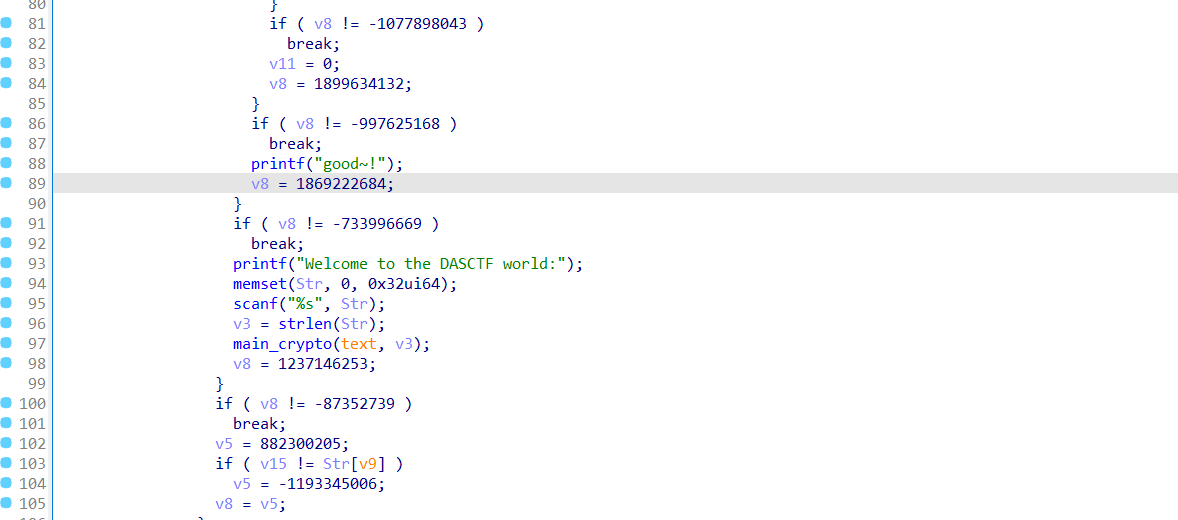 80 }
81 if ( v8 != -1077898043 )
82 break;
83 v11 = 0;
84 v8 = 1899634132;
85 }
86 if ( v8 != -997625168 )
87 break;
88 printf("good~!");
89 v8 = 1869222684;
90 }
91 if ( v8 != -733996669 )
92 break;
93 printf("Welcome to the DASCTF world:");
94 memset(Str, 0, 0x32ui64);
95 scanf("%s", Str);
96 v3 = strlen(Str);
97 main_crypto(text, v3);
98 v8 = 1237146253;
99 }
100 if ( v8 != -87352739 )
101 break;
102 v5 = 882300205;
103 if ( v15 != Str[v9] )
104 v5 = -1193345006;
105 v8 = v5;